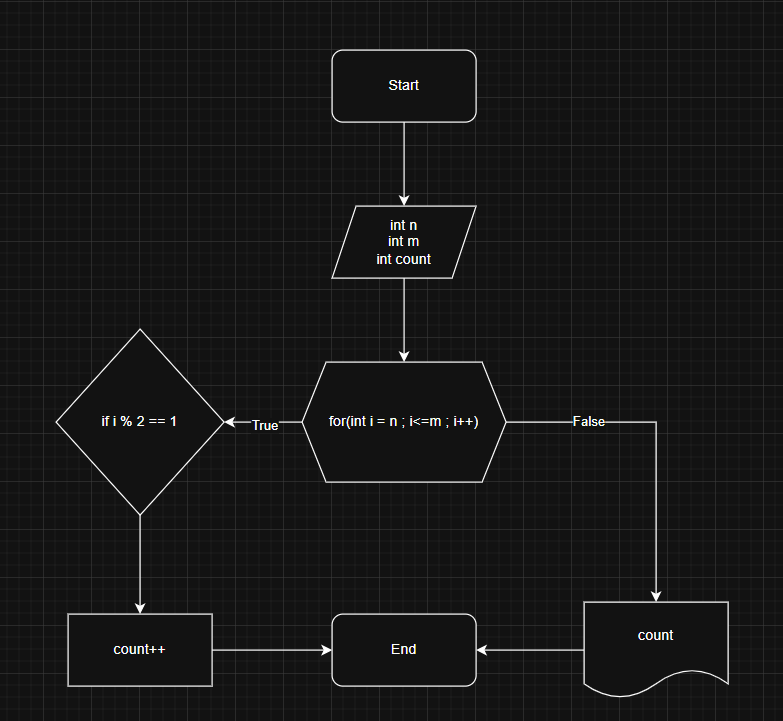 Start
int n
int m
int count
if i % 2 == 1
True
for(int i = n ; i<=m ; i++)
False
count++
End
count